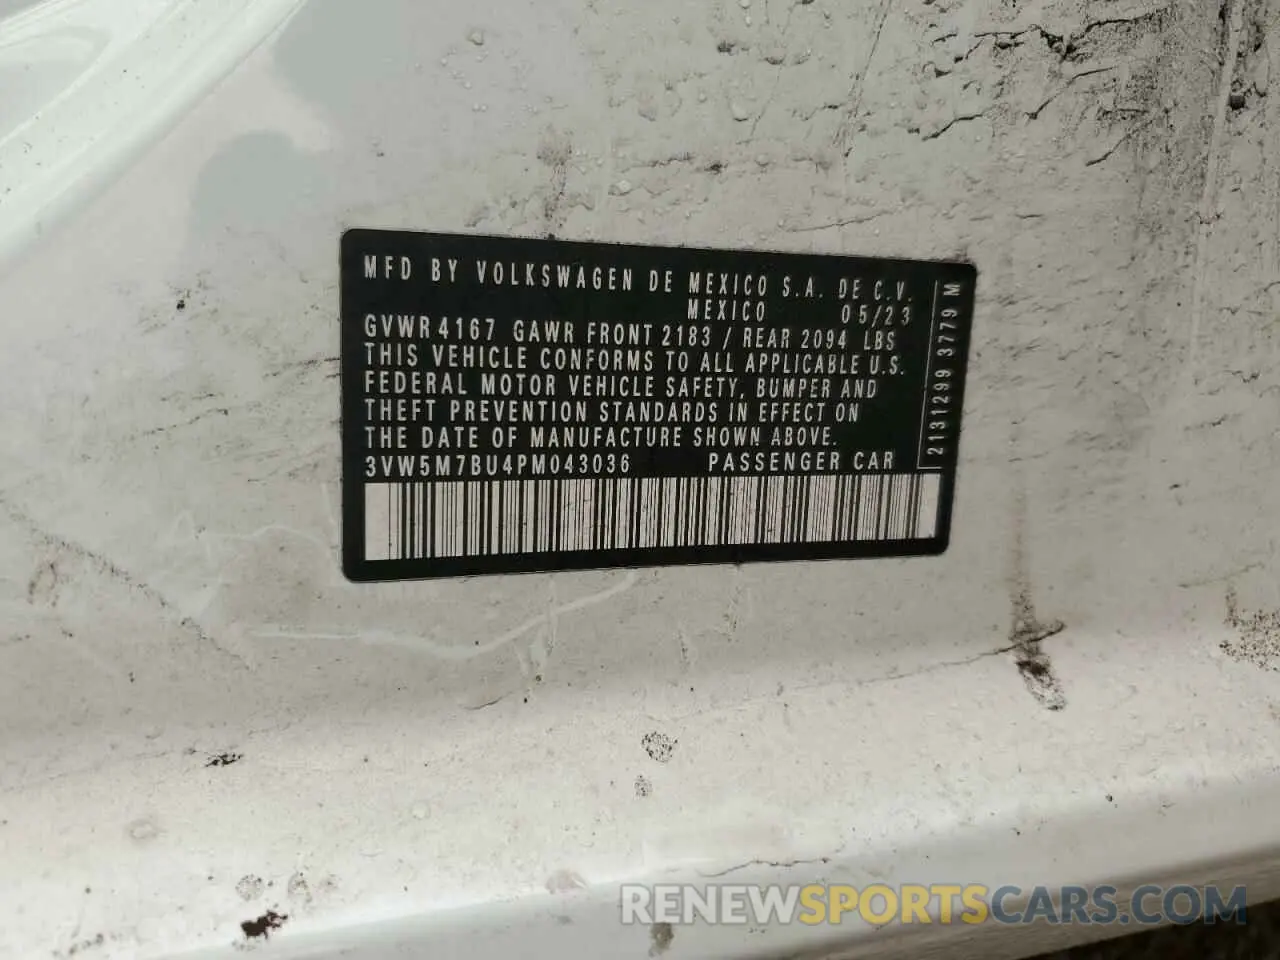 MFD BY VOLKSWAGEN DE MEXICO S.A. DE C.V.
MEXICO 05/23
GVWR 4167 GAWR FRONT 2183 / REAR 2094 LBS
THIS VEHICLE CONFORMS TO ALL APPLICABLE U.S.
FEDERAL MOTOR VEHICLE SAFETY, BUMPER AND
THEFT PREVENTION STANDARDS IN EFFECT ON
THE DATE OF MANUFACTURE SHOWN ABOVE.
3VW5M7BU4PM043036 PASSENGER CAR
2131299 3779 M
RENEWSPORTSCARS.COM